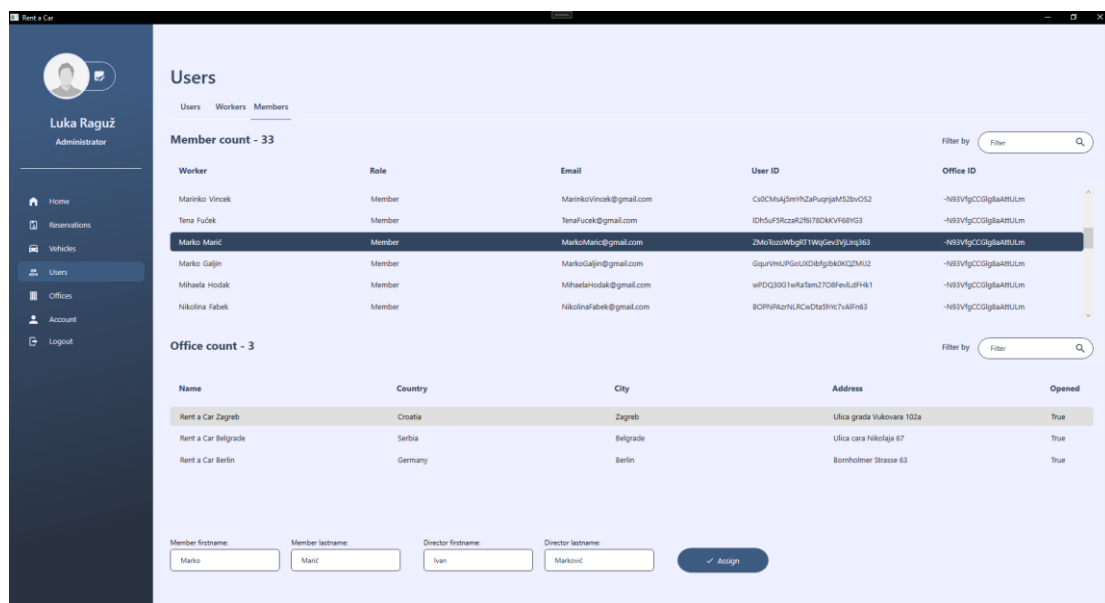 Rent a Car
Luka Raguž
Administrator
Home
Reservations
Vehicles
Users
Offices
Account
Logout
Users
Users Workers Members
Member count - 33 Filter by Filter
Worker Role Email User ID Office ID
Marinko Vincek Member MarinkoVincek@gmail.com
Tena Fuček Member TenaFucek@gmail.com
Marko Marić Member MarkoMaric@gmail.com
Marko Galjin Member MarkoGaljin@gmail.com
Mihaela Hodak Member MihaelaHodak@gmail.com
Nikolina Fabek Member NikolinaFabek@gmail.com
Office count - 3 Filter by Filter
Name Country City Address Opened
Rent a Car Zagreb Croatia Zagreb Ulica grada Vukovara 102a True
Rent a Car Belgrade Serbia Belgrade Ulica cara Nikolaja 67 True
Rent a Car Berlin Germany Berlin Bornholmer Strasse 63 True
Member firstname: Member lastname: Director firstname: Director lastname:
Marko Marić Ivan Marković Assign